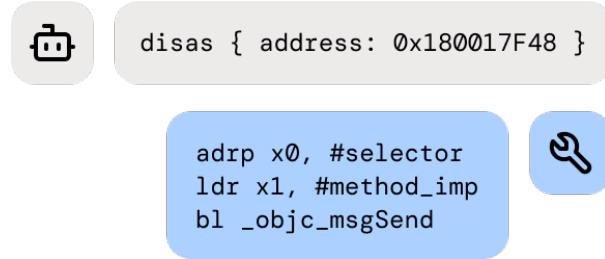 disas { address: 0x180017F48 }
adrp x0, #selector
ldr x1, #method_imp
bl _objc_msgSend